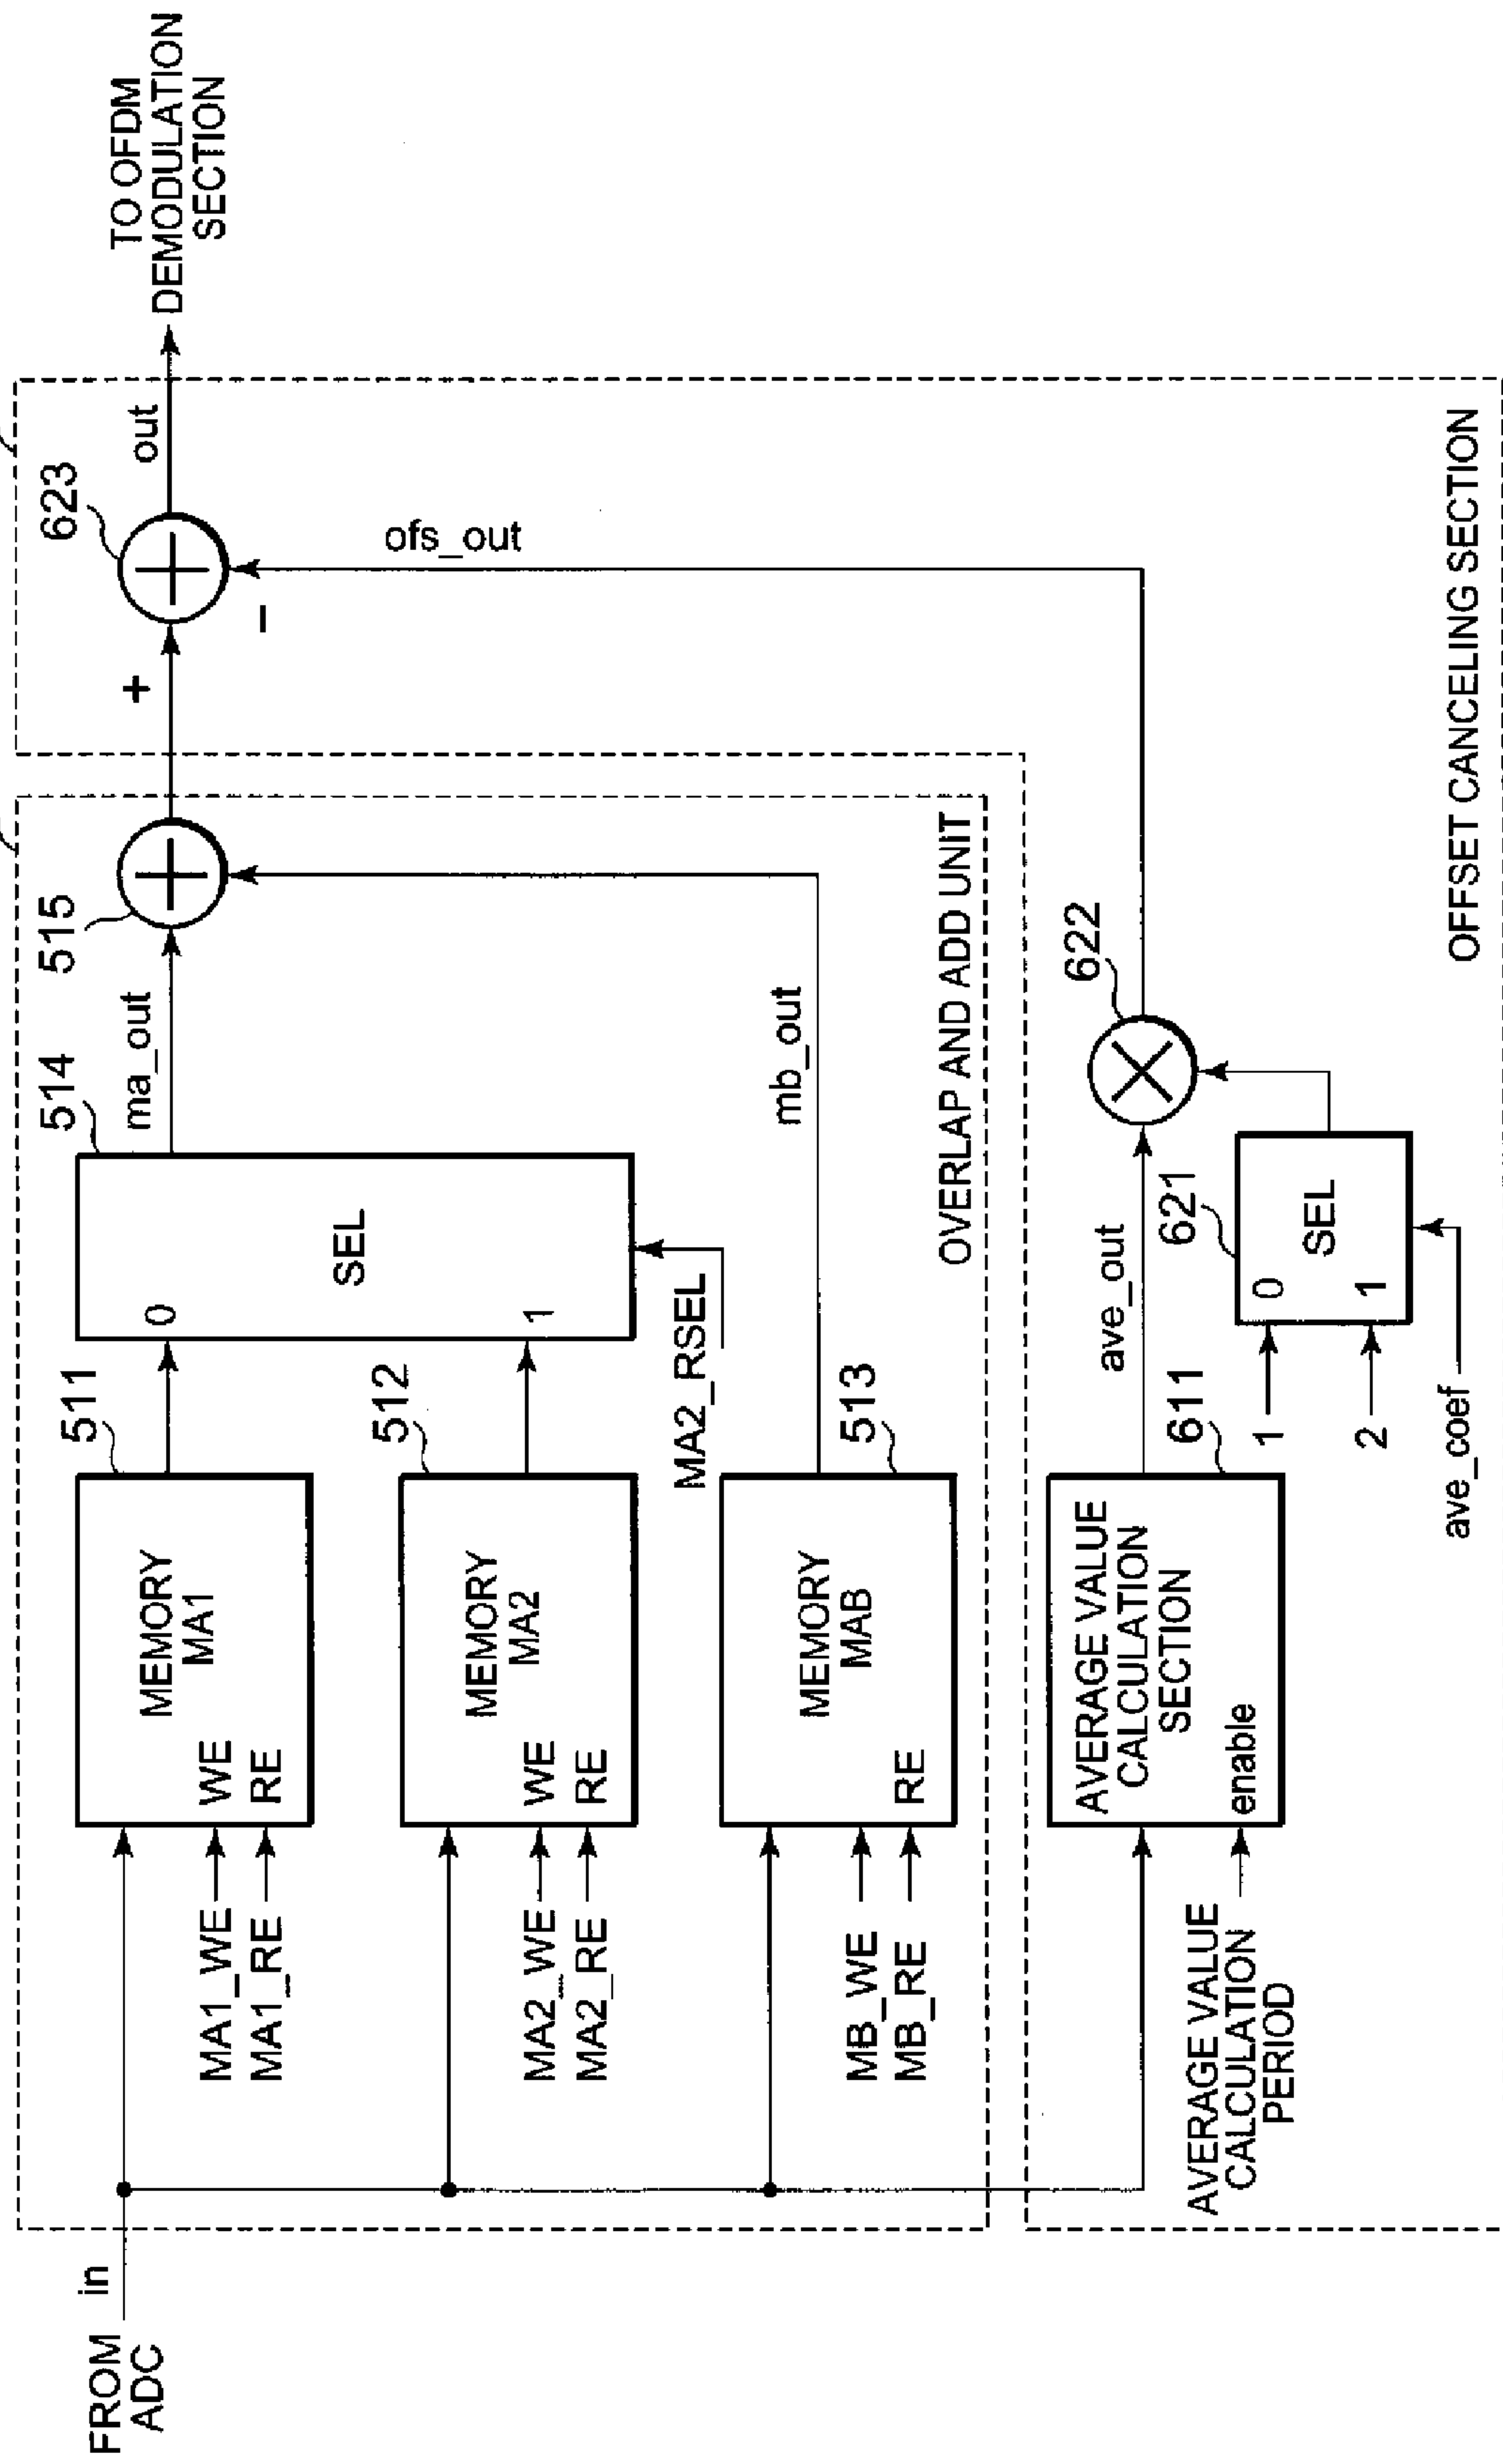 FROM
ADC
in
MA1_WE
MA1_RE
MEMORY
MA1
WE
RE
511
MA2_WE
MA2_RE
MEMORY
MA2
WE
RE
512
MB_WE
MB_RE
MEMORY
MAB
RE
513
0
1
SEL
514
MA2_RSEL
ma_out
mb_out
515
OVERLAP AND ADD UNIT
+
-
623
out
ofs_out
TO OFDM
DEMODULATION
SECTION
AVERAGE VALUE
CALCULATION
PERIOD
AVERAGE VALUE
CALCULATION
SECTION
enable
611
ave_out
1
2
0
1
SEL
621
ave_coef
622
OFFSET CANCELING SECTION